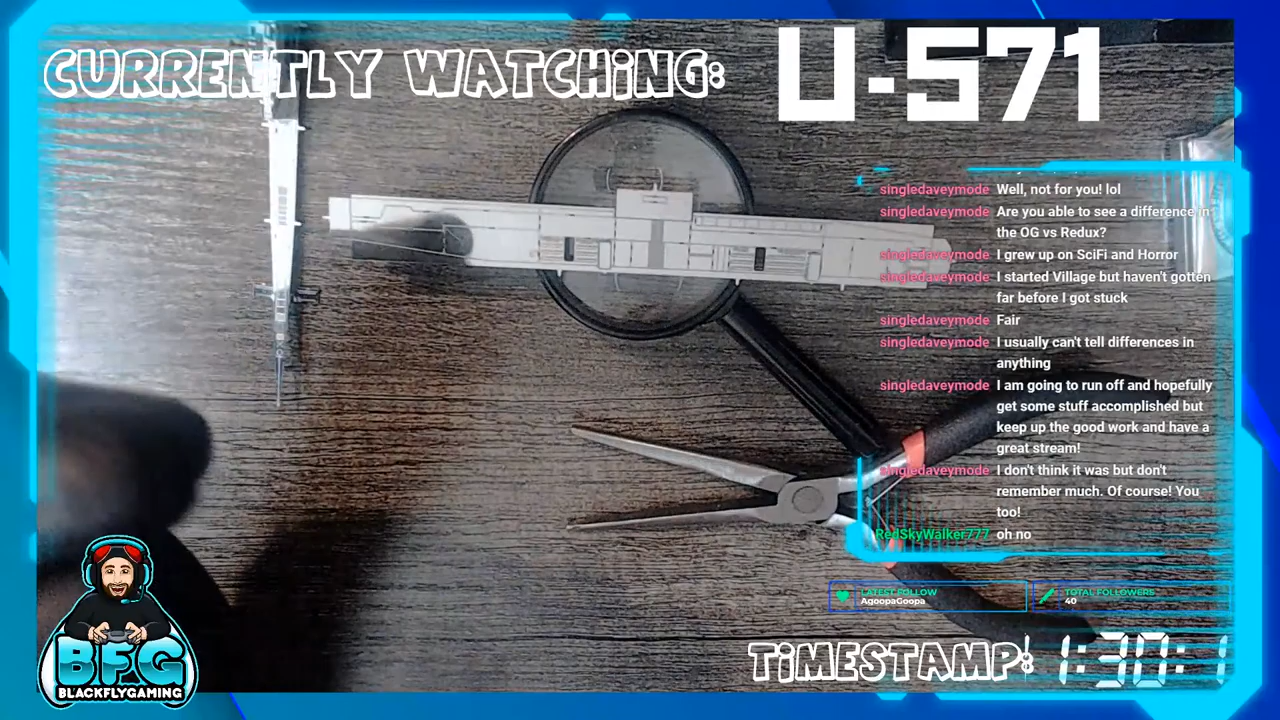 CURRENTLY WATCHING:
U-571
singledaveymode Well, not for you! lol
singledaveymode Are you able to see a difference in
the OG vs Redux?
singledaveymode I grew up on SciFi and Horror
singledaveymode I started Village but haven't gotten
far before I got stuck
singledaveymode Fair
singledaveymode I usually can't tell differences in
anything
singledaveymode I am going to run off and hopefully
get some stuff accomplished but
keep up the good work and have a
great stream!
singledaveymode I don't think it was but don't
remember much. Of course! You
too!
RedSkyWalker777 oh no
LATEST FOLLOW
AgoopaGoopa
TOTAL FOLLOWERS
40
BFG
BLACKFLYGAMING
TIMESTAMP: 1:30:1